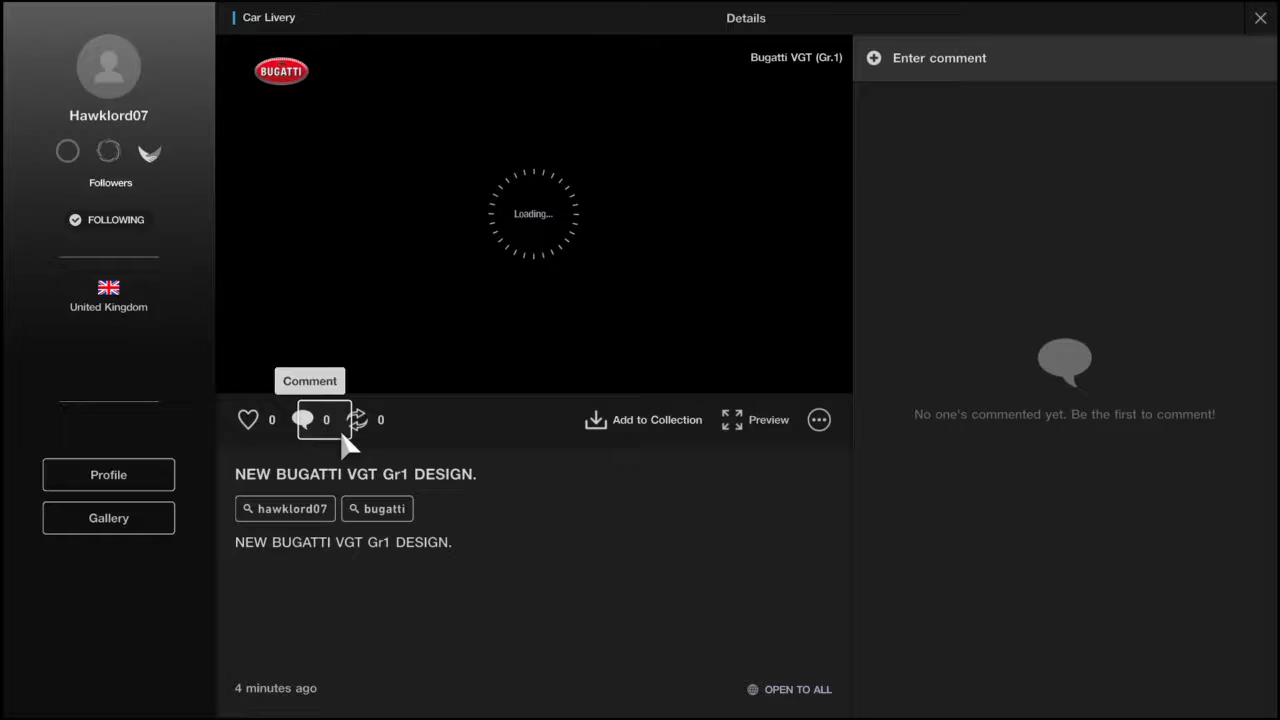 Car Livery
Details
Hawklord07
Followers
FOLLOWING
United Kingdom
Profile
Gallery
BUGATTI
Bugatti VGT (Gr.1)
Loading...
Comment
0
0
0
Add to Collection
Preview
NEW BUGATTI VGT Gr1 DESIGN.
hawklord07
bugatti
NEW BUGATTI VGT Gr1 DESIGN.
4 minutes ago
OPEN TO ALL
Enter comment
No one's commented yet. Be the first to comment!